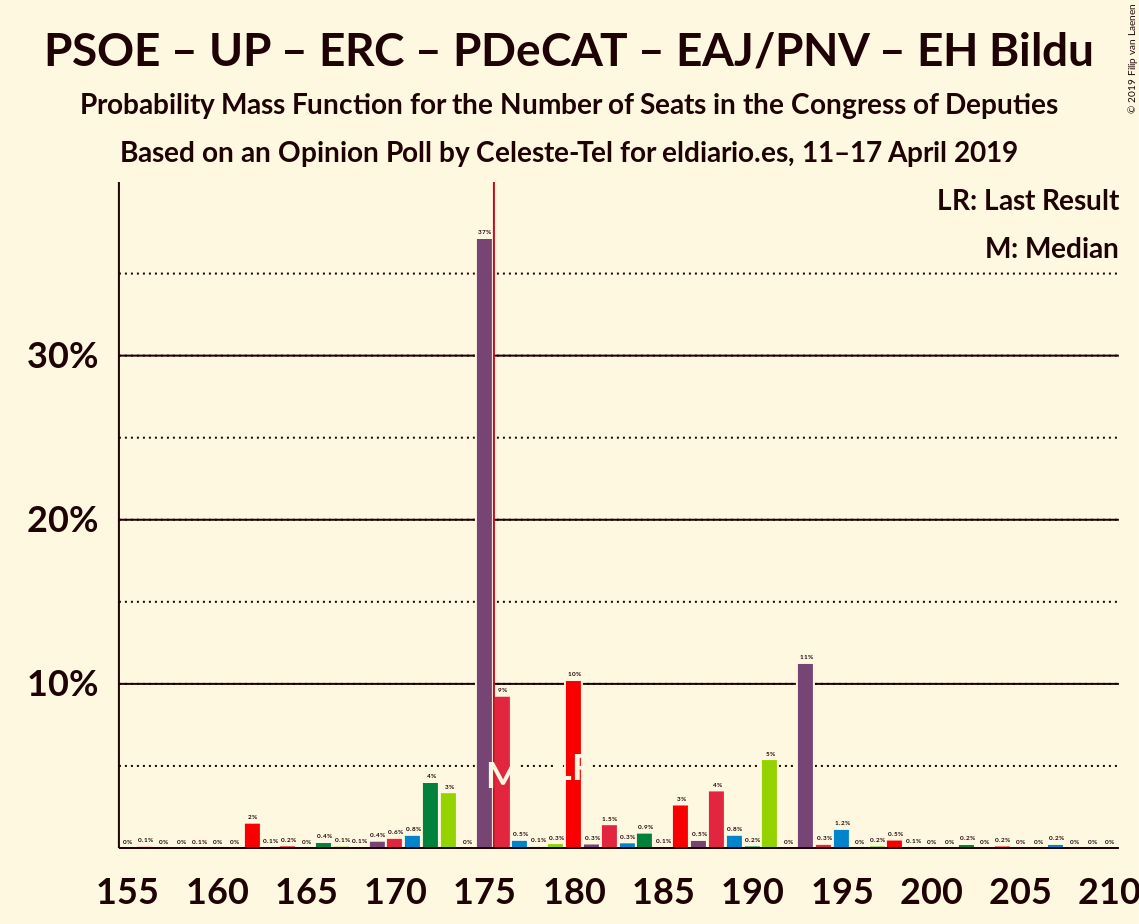 PSOE – UP – ERC – PDeCAT – EAJ/PNV – EH Bildu
Probability Mass Function for the Number of Seats in the Congress of Deputies
Based on an Opinion Poll by Celeste-Tel for eldiario.es, 11–17 April 2019
© 2019 Filip van Laenen
LR: Last Result
M: Median
30%
20%
10%
0% 0.1% 0% 0% 0.1% 0% 0% 2% 0.1% 0.2% 0% 0.4% 0.1% 0.1% 0.4% 0.6% 0.8% 4% 3% 0% 37% 9% 0.5% 0.1% 0.3% 10% 0.3% 1.5% 0.3% 0.9% 0.1% 3% 0.5% 4% 0.8% 0.2% 5% 0% 11% 0.3% 1.2% 0% 0.2% 0.5% 0.1% 0% 0% 0.2% 0% 0.2% 0% 0% 0.2% 0% 0% 0%
M LR
155 160 165 170 175 180 185 190 195 200 205 210